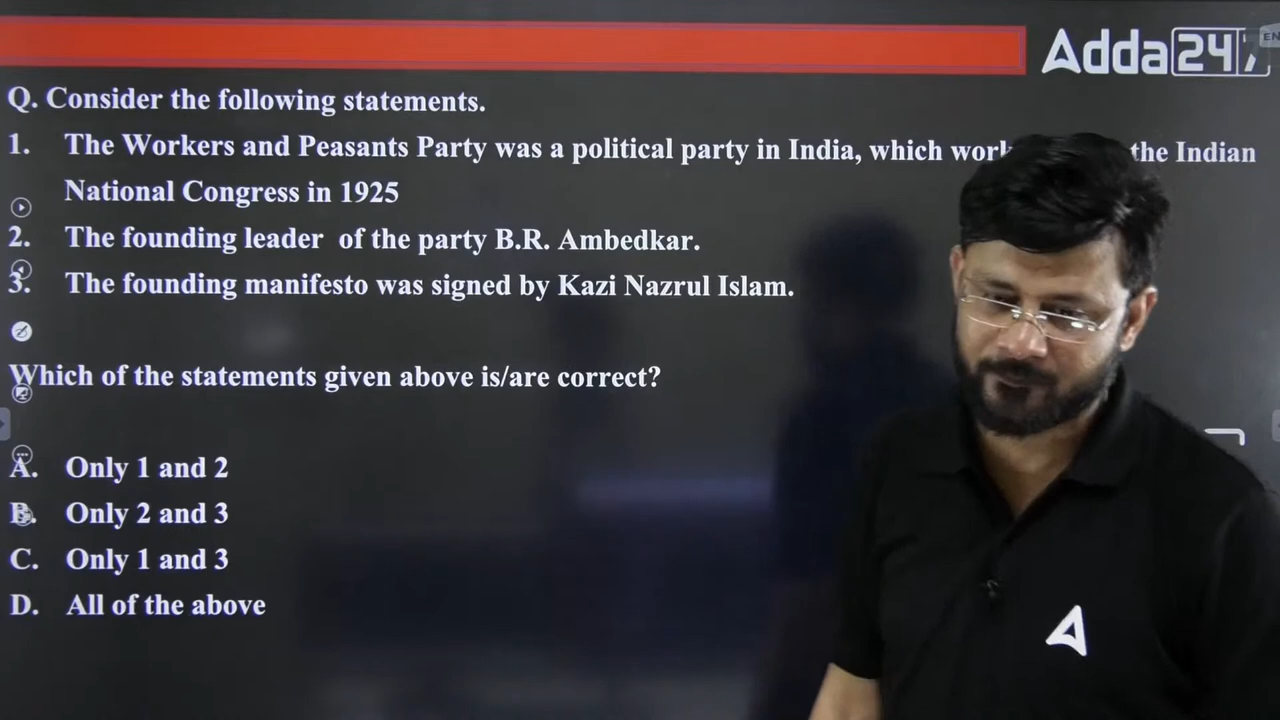 Adda 247
EN
Q. Consider the following statements.
1. The Workers and Peasants Party was a political party in India, which work the Indian
National Congress in 1925
2. The founding leader of the party B.R. Ambedkar.
3. The founding manifesto was signed by Kazi Nazrul Islam.
Which of the statements given above is/are correct?
A. Only 1 and 2
B. Only 2 and 3
C. Only 1 and 3
D. All of the above